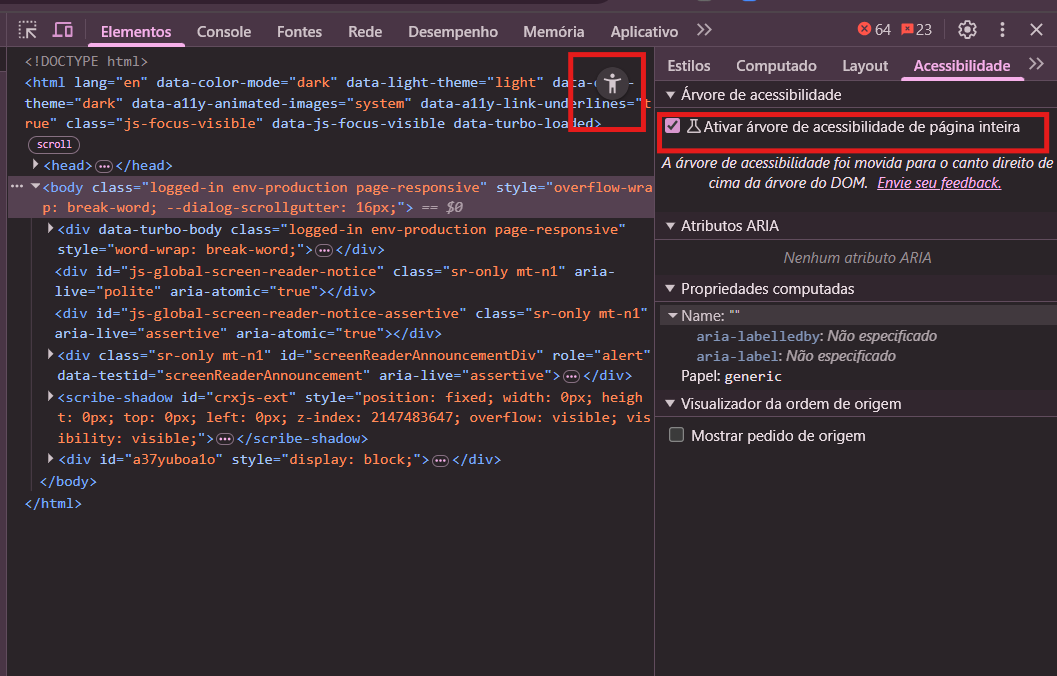 Elementos Console Fontes Rede Desempenho Memória Aplicativo 64 23
<!DOCTYPE html>
<html lang="en" data-color-mode="dark" data-light-theme="light" data-
theme="dark" data-a11y-animated-images="system" data-a11y-link-underlines="t
rue" class="js-focus-visible" data-js-focus-visible data-turbo-loaded>
scroll
<head>…</head>
… <body class="logged-in env-production page-responsive" style="overflow-wra
p: break-word; --dialog-scrollgutter: 16px;"> == $0
<div data-turbo-body class="logged-in env-production page-responsive"
style="word-wrap: break-word;">…</div>
<div id="js-global-screen-reader-notice" class="sr-only mt-n1" aria-
live="polite" aria-atomic="true"></div>
<div id="js-global-screen-reader-notice-assertive" class="sr-only mt-n1"
aria-live="assertive" aria-atomic="true"></div>
<div class="sr-only mt-n1" id="screenReaderAnnouncementDiv" role="alert"
data-testid="screenReaderAnnouncement" aria-live="assertive">…</div>
<scribe-shadow id="crxjs-ext" style="position: fixed; width: 0px; heigh
t: 0px; top: 0px; left: 0px; z-index: 2147483647; overflow: visible; vis
ibility: visible;">…</scribe-shadow>
<div id="a37yuboa1o" style="display: block;">…</div>
</body>
</html>
Estilos Computado Layout Acessibilidade
Árvore de acessibilidade
Ativar árvore de acessibilidade de página inteira
A árvore de acessibilidade foi movida para o canto direito de
cima da árvore do DOM. Envie seu feedback.
Atributos ARIA
Nenhum atributo ARIA
Propriedades computadas
Name: ""
aria-labelledby: Não especificado
aria-label: Não especificado
Papel: generic
Visualizador da ordem de origem
Mostrar pedido de origem